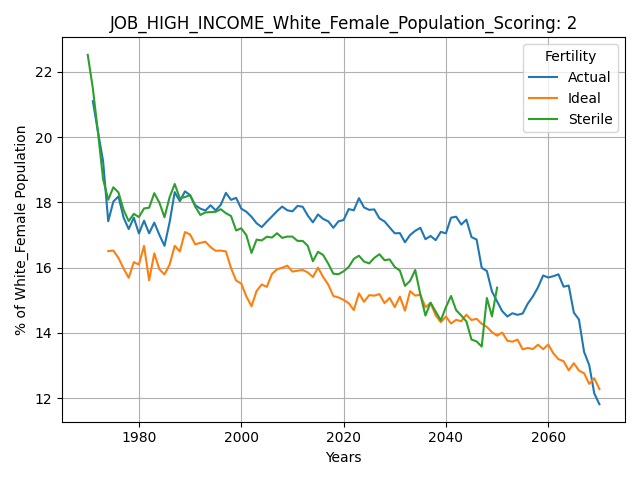 JOB_HIGH_INCOME_White_Female_Population_Scoring: 2
Fertility
Actual
Ideal
Sterile
% of White_Female Population
22
20
18
16
14
12
1980 2000 2020 2040 2060
Years